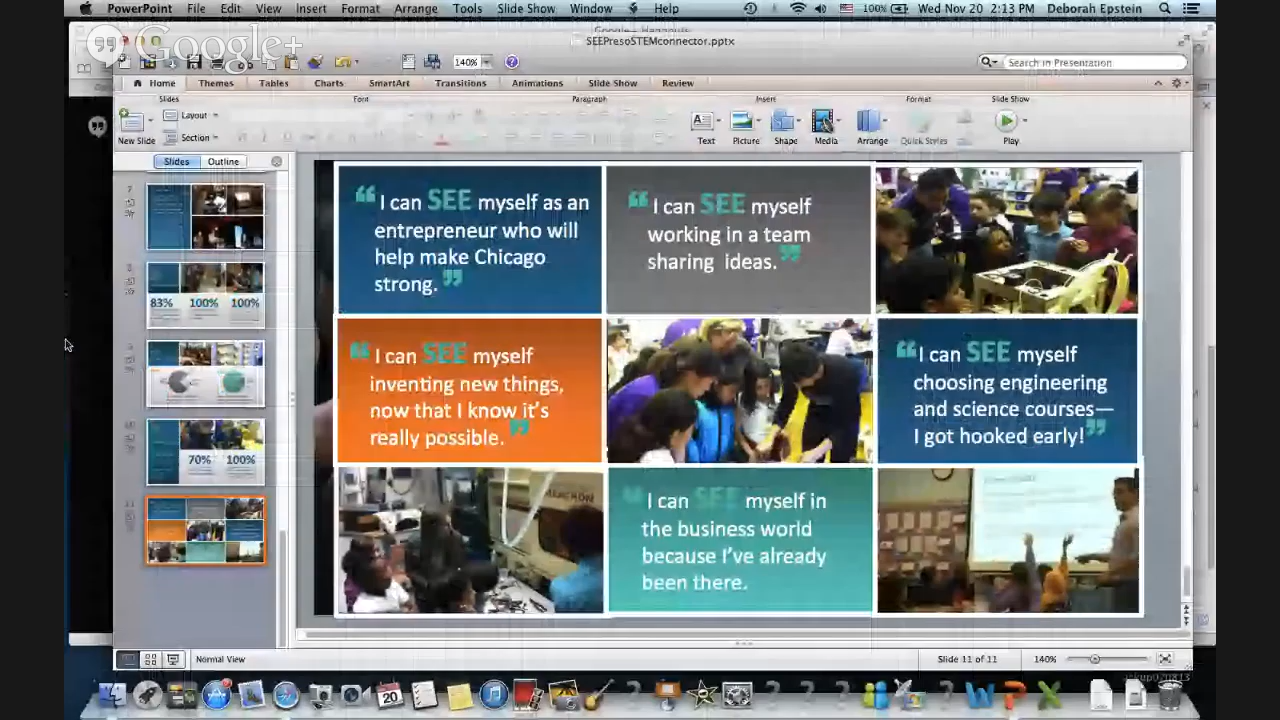 PowerPoint File Edit View Insert Format Arrange Tools Slide Show Window Help 100% Wed Nov 20 2:13 PM Deborah Epstein
Google+
SEEPresoSTEMconnector.pptx
140% Search in Presentation
Home Themes Tables Charts SmartArt Transitions Animations Slide Show Review
Slides Font Paragraph Insert Format Slide Show
Layout
Section
New Slide Text Picture Shape Media Arrange Quick Styles Play
Slides Outline
7
83% 100% 100%
70% 100%
11
“I can SEE myself as an
entrepreneur who will
help make Chicago
strong.”
“I can SEE myself
working in a team
sharing ideas.”
“I can SEE myself
inventing new things,
now that I know it’s
really possible.”
“I can SEE myself
choosing engineering
and science courses—
I got hooked early!”
“I can SEE myself in
the business world
because I’ve already
been there.
Normal View Slide 11 of 11 140%
20